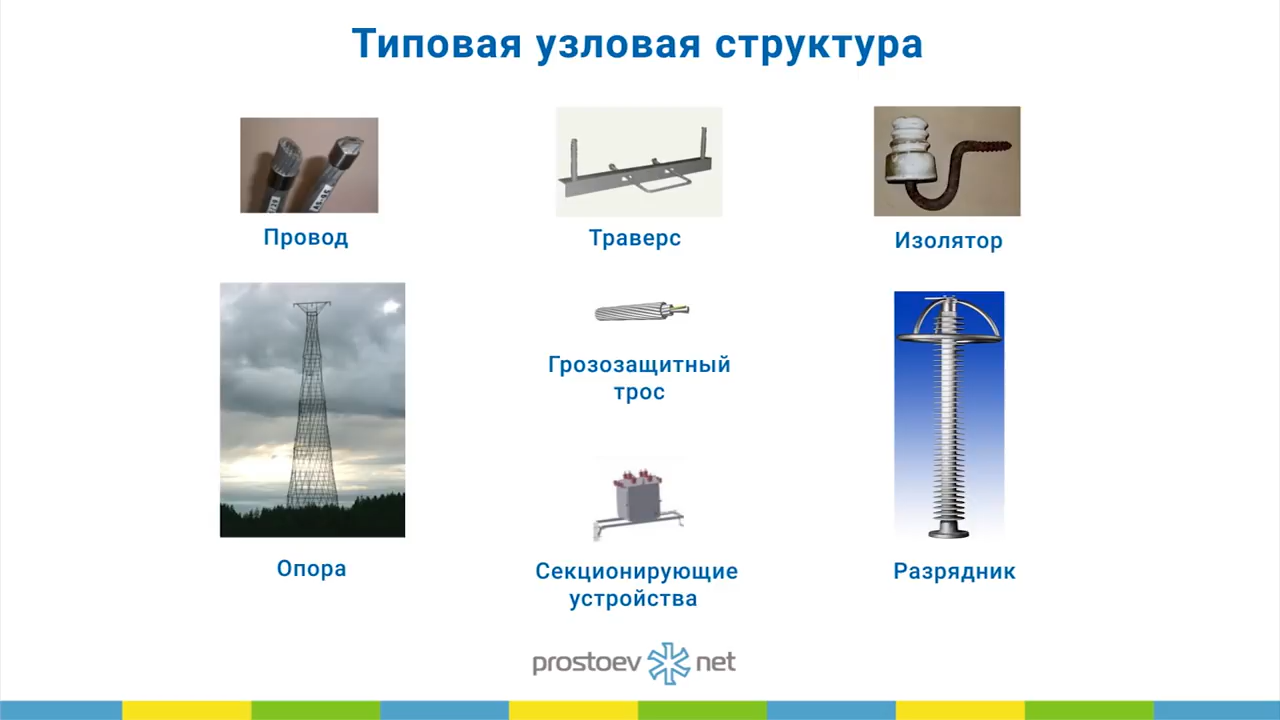 Типовая узловая структура
Провод
Траверс
Изолятор
Грозозащитный
трос
Опора
Секционирующие
устройства
Разрядник
prostoev net